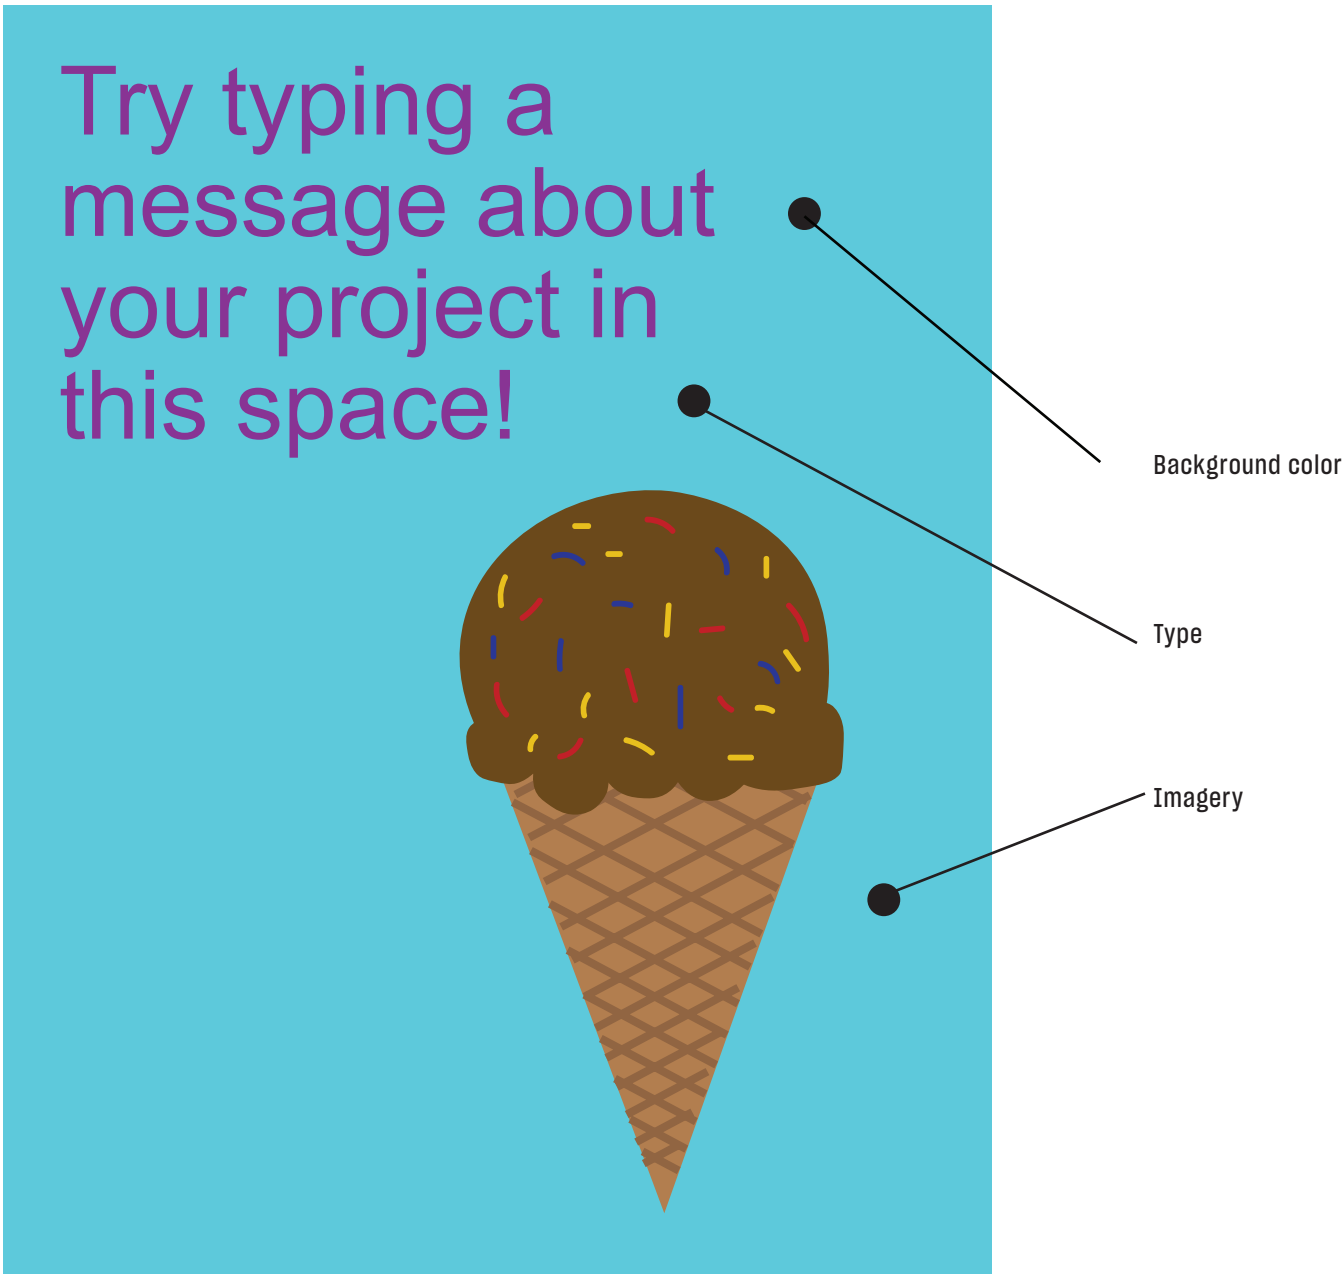 Try typing a
message about
your project in
this space!
Background color
Type
Imagery